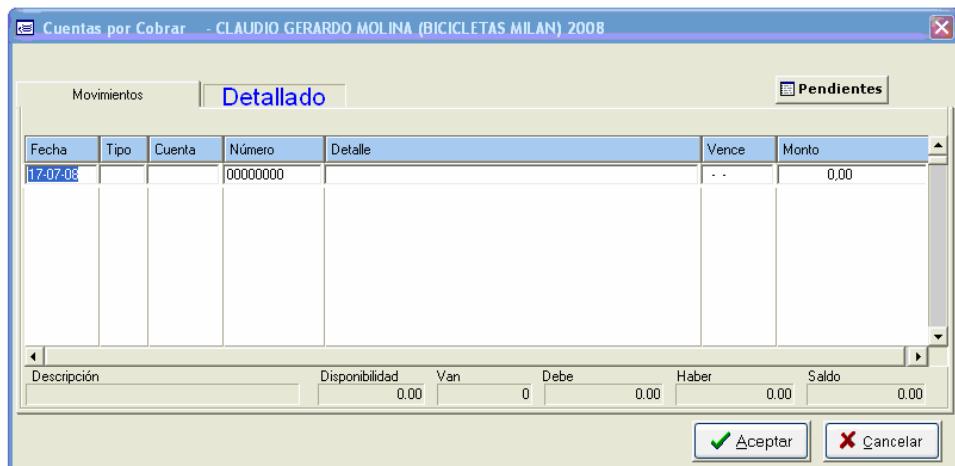 Cuentas por Cobrar - CLAUDIO GERARDO MOLINA (BICICLETAS MILAN) 2008
Movimientos Detallado Pendientes
Fecha Tipo Cuenta Número Detalle Vence Monto
17-07-08 00000000 - - 0,00
Descripción Disponibilidad Van Debe Haber Saldo
0.00 0 0.00 0.00 0.00
Aceptar Cancelar